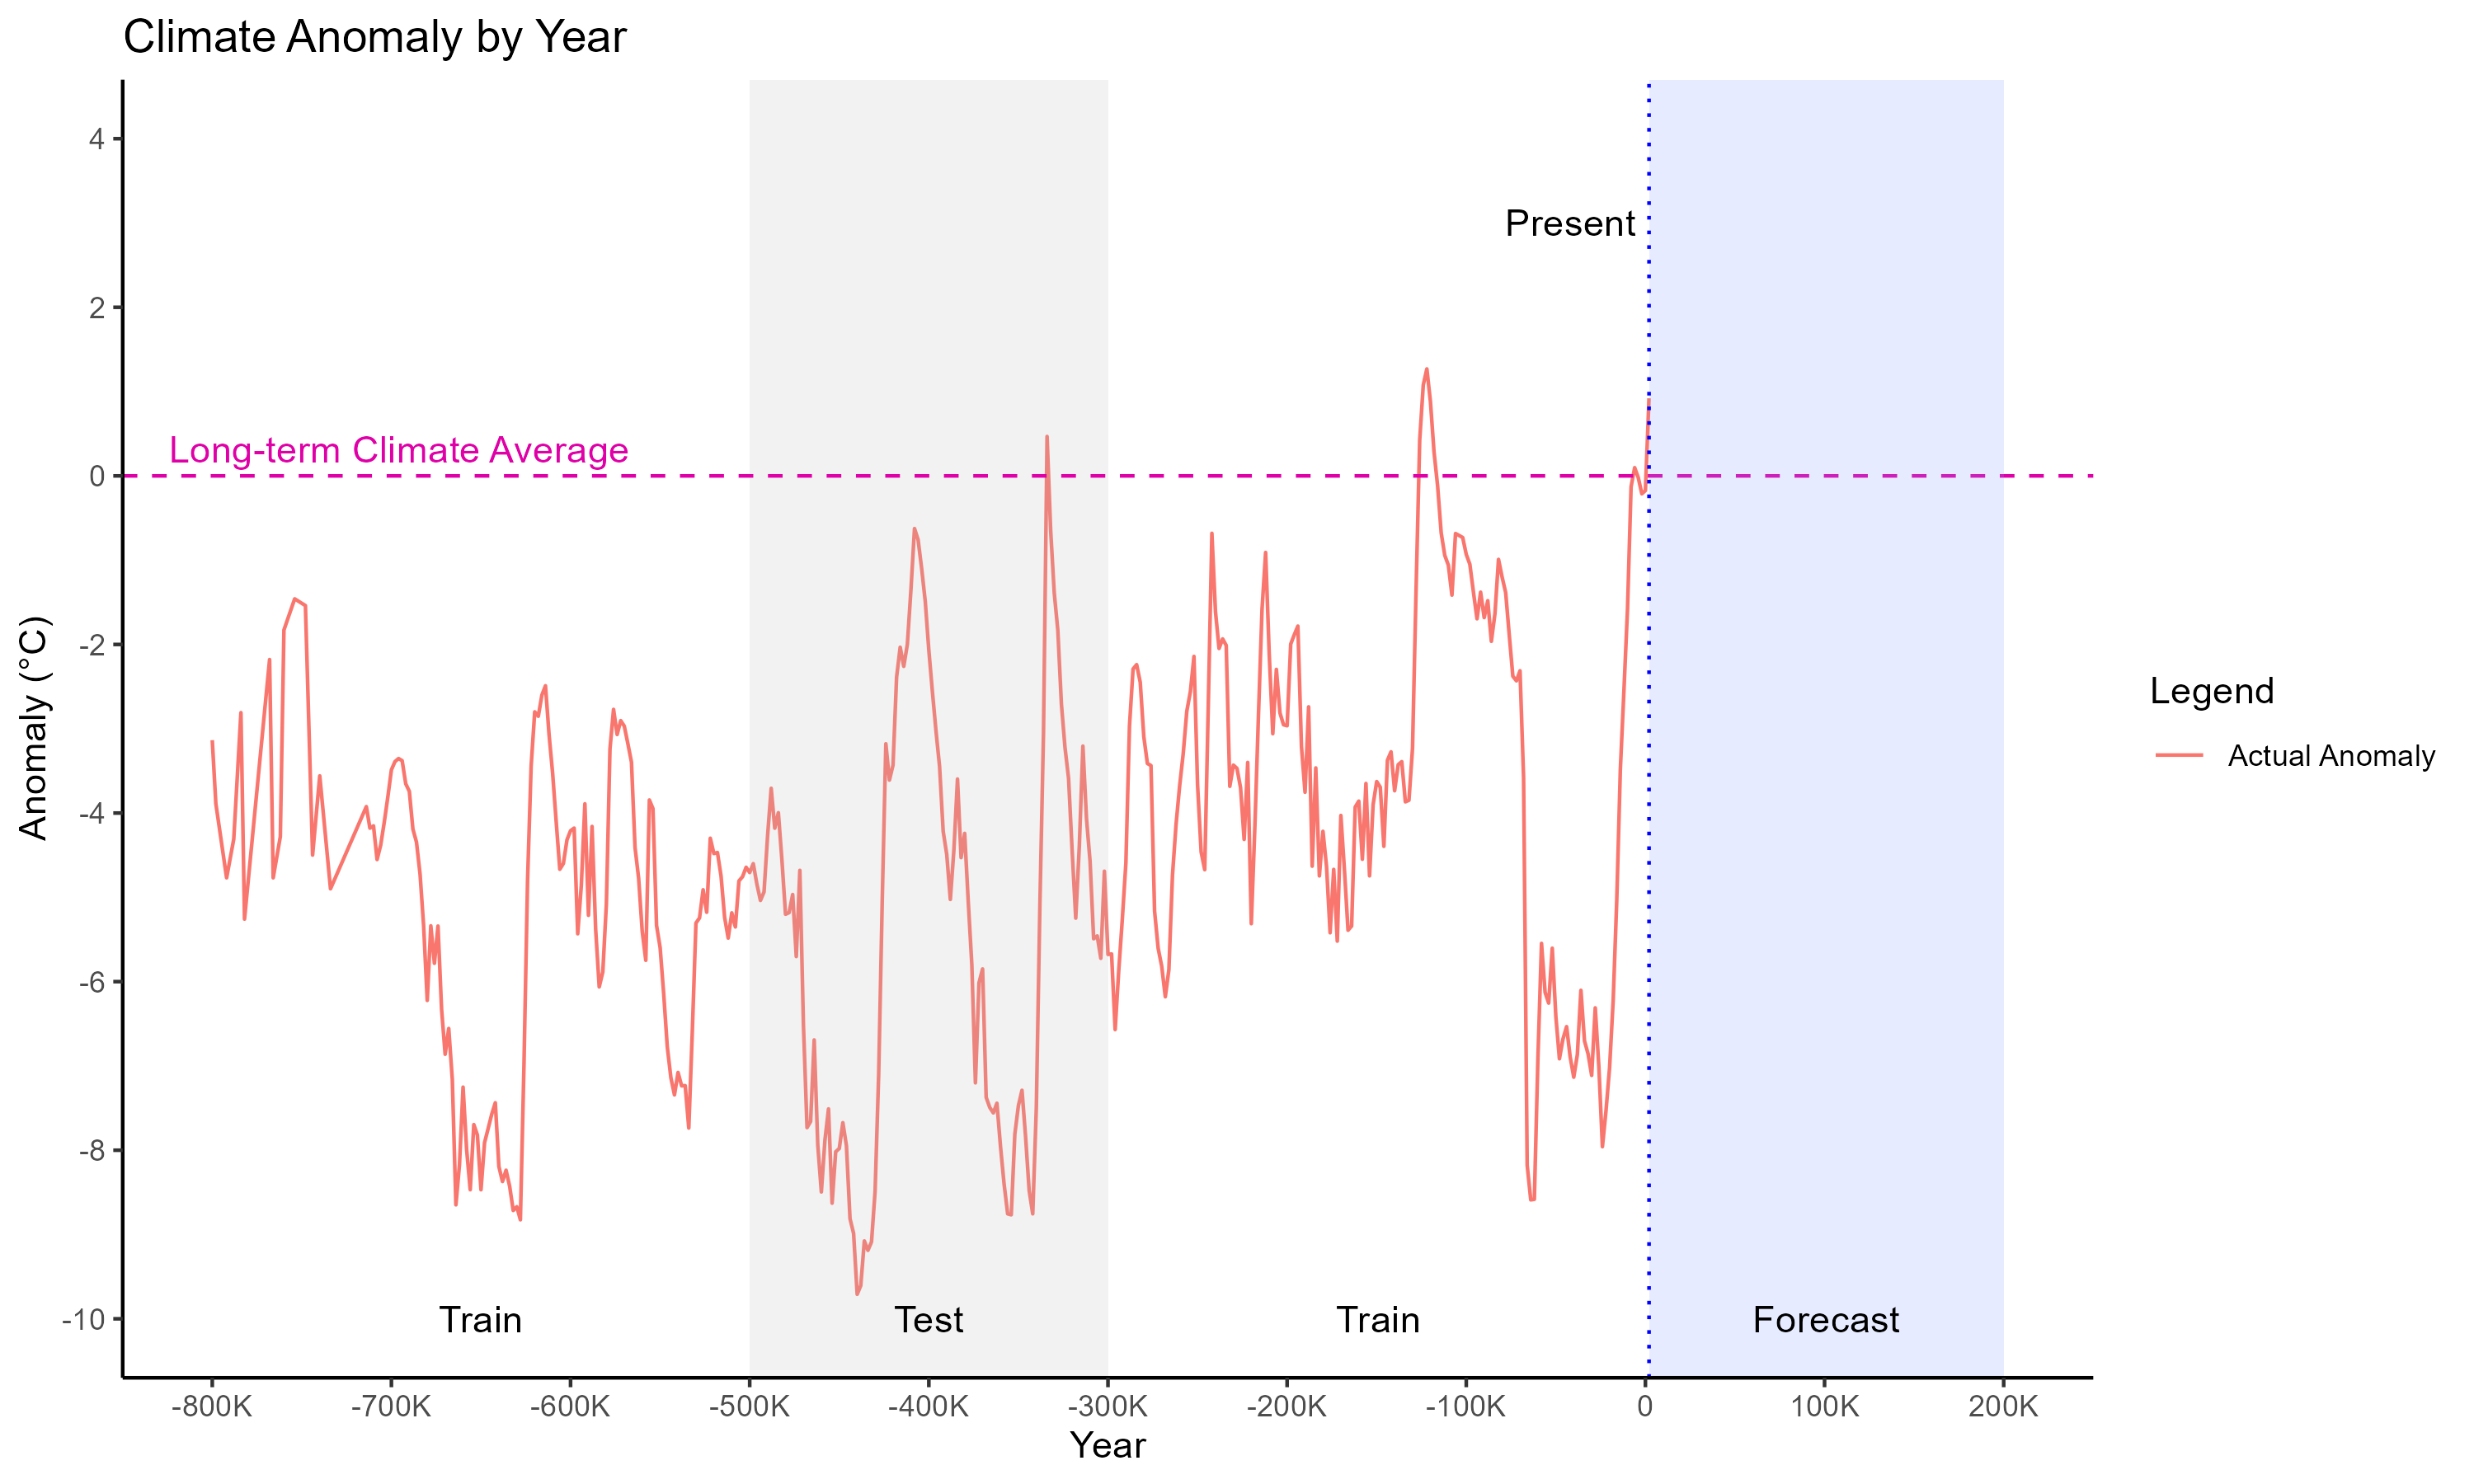 Climate Anomaly by Year
4
Present
2
Long-term Climate Average
0
-2
Anomaly (°C)
Legend
Actual Anomaly
-4
-6
-8
-10
Train
Test
Train
Forecast
-800K -700K -600K -500K -400K -300K -200K -100K 0 100K 200K
Year